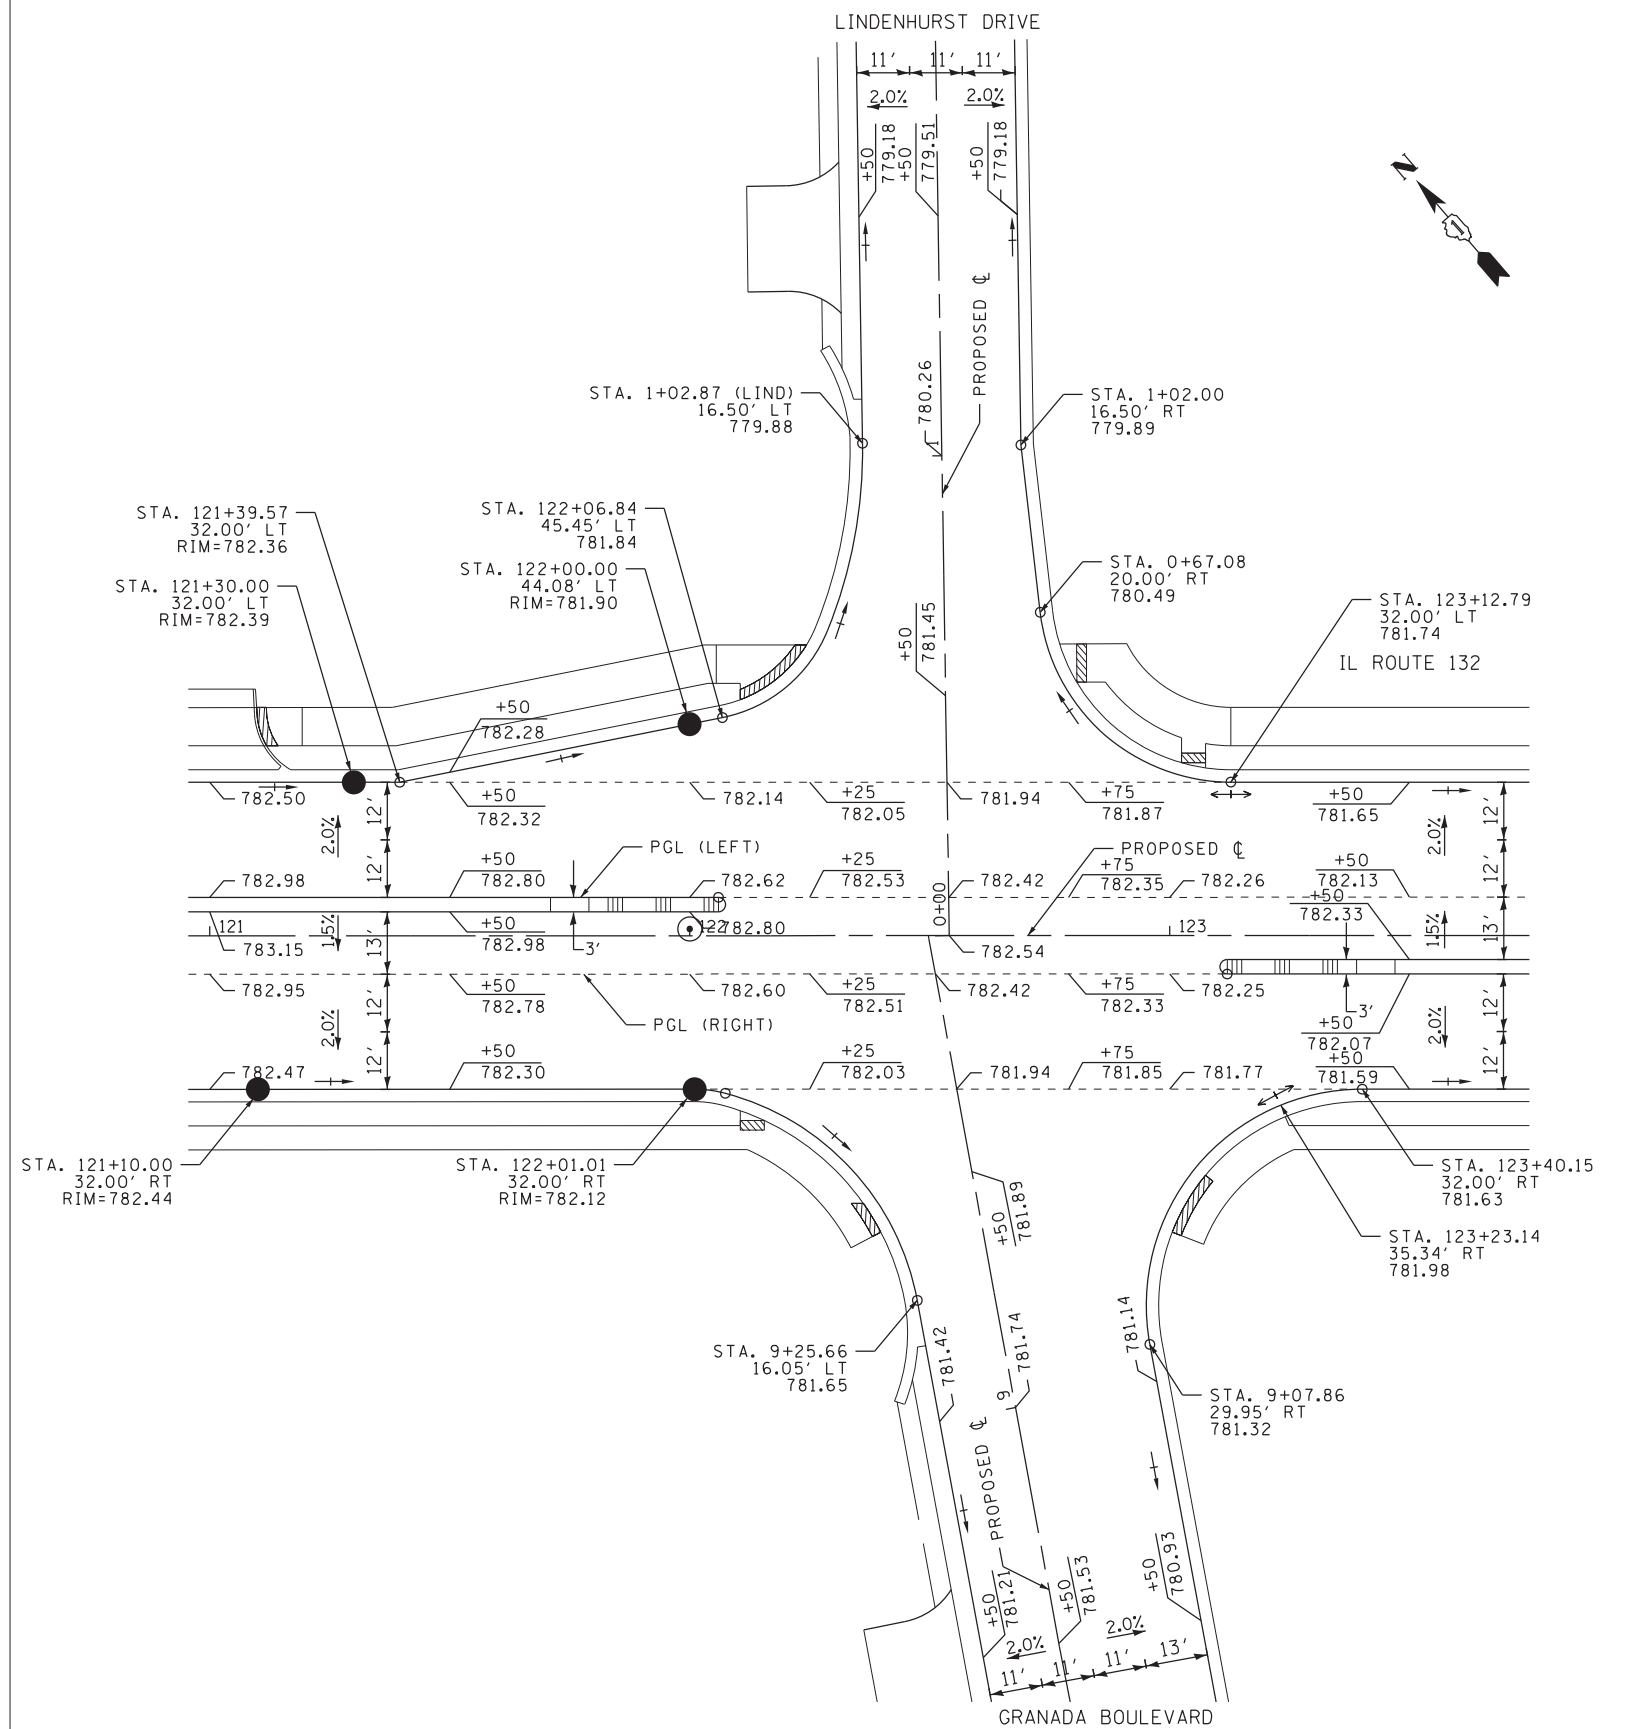 LINDENHURST DRIVE
11' 11' 11'
2.0% 2.0%
+50
779.18
+50
779.51
+50
779.18
N
PROPOSED ℄
780.26
1
STA. 1+02.87 (LIND)
16.50' LT
779.88
STA. 1+02.00
16.50' RT
779.89
STA. 121+39.57
32.00' LT
RIM=782.36
STA. 122+06.84
45.45' LT
781.84
STA. 121+30.00
32.00' LT
RIM=782.39
STA. 122+00.00
44.08' LT
RIM=781.90
STA. 0+67.08
20.00' RT
780.49
STA. 123+12.79
32.00' LT
781.74
IL ROUTE 132
+50
781.45
+50
782.28
782.50
+50
782.32
782.14
+25
782.05
781.94
+75
781.87
+50
781.65
12'
2.0%
12'
12'
2.0%
12'
PGL (LEFT)
PROPOSED ℄
782.98
+50
782.80
782.62
+25
782.53
782.42
+75
782.35
782.26
+50
782.13
+50
782.33
0+00
121
783.15
1.5%
13'
+50
782.98
3'
122
782.80
782.54
123
1.5%
13'
782.95
+50
782.78
782.60
+25
782.51
782.42
+75
782.33
782.25
3'
+50
782.07
PGL (RIGHT)
12'
2.0%
12'
12'
2.0%
12'
782.47
+50
782.30
+25
782.03
781.94
+75
781.85
781.77
+50
781.59
STA. 121+10.00
32.00' RT
RIM=782.44
STA. 122+01.01
32.00' RT
RIM=782.12
STA. 123+40.15
32.00' RT
781.63
+50
781.89
STA. 123+23.14
35.34' RT
781.98
STA. 9+25.66
16.05' LT
781.65
781.42
781.74
9
781.14
STA. 9+07.86
29.95' RT
781.32
PROPOSED ℄
+50
781.21
+50
781.53
+50
780.93
2.0% 2.0%
11' 11' 11' 13'
GRANADA BOULEVARD